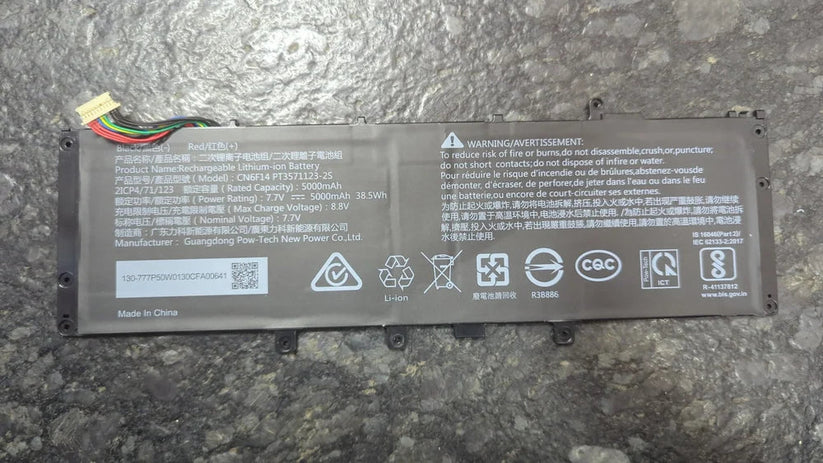 Black/黑色(-) Red/红色(+)
产品名称/產品名稱：二次锂离子电池组/二次鋰離子電池組
Product Name:Rechargeable Lithium-ion Battery
产品型号/產品型號 ( Model) : CN6F14 PT3571123-2S
2ICP4/71/123 额定容量 ( Rated Capacity) : 5000mAh
额定功率/額定功率 ( Power Rating) : 7.7V ⎓ 5000mAh 38.5Wh
充电限制电压/充電限制電壓 ( Max Charge Voltage) : 8.8V
标称电压/標稱電壓 ( Nominal Voltage) : 7.7V
制造商：广东力科新能源有限公司/廣東力科新能源有限公司
Manufacturer : Guangdong Pow-Tech New Power Co.,Ltd.
130-777P50W0130CFA00641
Made In China
WARNING/AVERTISSEMENT:
To reduce risk of fire or burns,do not disassemble,crush,or,puncture;
do not short contacts;do not dispose of infire or water.
Pour réduire le risque d'incendie ou de brûlures,abstenez-vousde
démonter, d'écraser, de perforer,de jeter dans l'eau ou dans le feu
une batterie,ou encore de court-circuiter ses externes.
为防止起火或爆炸,请勿将电池拆解,挤压,投入火或水中,若出现严重鼓胀,请勿继续
使用,请勿置于高温环境中,电池浸水后禁止使用。/為防止起火或爆炸,請勿將電池拆
解,擠壓,投入火或水中,若出現嚴重鼓脹,請勿繼續使用,請勿置於高溫環境中,電池浸
水後禁止使用。
IS 16046(Part2)/
IEC 62133-2:2017
Li-ion
廢電池請回收
R3B886
CQC
Pow-Tech
ICT
R-41137812
www.bis.gov.in